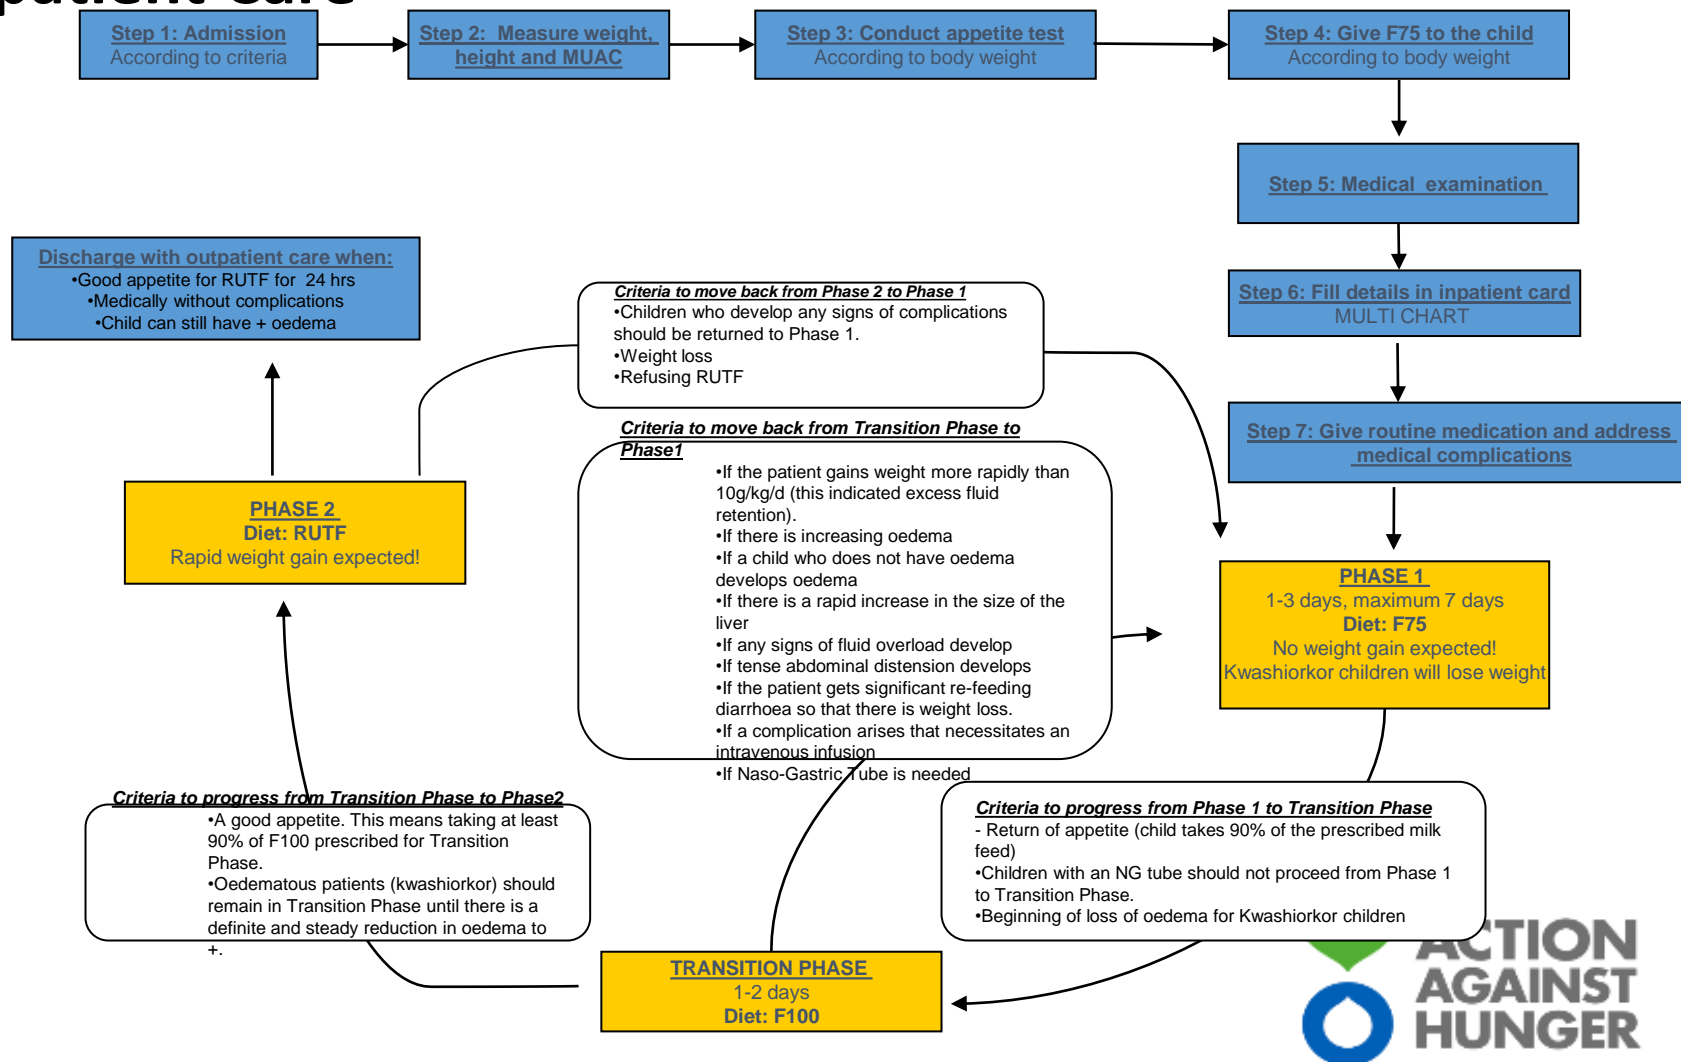 patient Care
Step 1: Admission
According to criteria
Step 2:  Measure weight,
height and MUAC
Step 3: Conduct appetite test
According to body weight
Step 4: Give F75 to the child
According to body weight
Step 5: Medical  examination
Step 6: Fill details in inpatient card
MULTI CHART
Step 7: Give routine medication and address
medical complications
Discharge with outpatient care when:
•Good appetite for RUTF for  24 hrs
•Medically without complications
•Child can still have + oedema
Criteria to move back from Phase 2 to Phase 1
•Children who develop any signs of complications
should be returned to Phase 1.
•Weight loss
•Refusing RUTF
Criteria to move back from Transition Phase to
Phase1
•If the patient gains weight more rapidly than
10g/kg/d (this indicated excess fluid
retention).
•If there is increasing oedema
•If a child who does not have oedema
develops oedema
•If there is a rapid increase in the size of the
liver
•If any signs of fluid overload develop
•If tense abdominal distension develops
•If the patient gets significant re-feeding
diarrhoea so that there is weight loss.
•If a complication arises that necessitates an
intravenous infusion
•If Naso-Gastric Tube is needed
PHASE 2
Diet: RUTF
Rapid weight gain expected!
PHASE 1
1-3 days, maximum 7 days
Diet: F75
No weight gain expected!
Kwashiorkor children will lose weight
Criteria to progress from Transition Phase to Phase2
•A good appetite. This means taking at least
90% of F100 prescribed for Transition
Phase.
•Oedematous patients (kwashiorkor) should
remain in Transition Phase until there is a
definite and steady reduction in oedema to
+.
Criteria to progress from Phase 1 to Transition Phase
- Return of appetite (child takes 90% of the prescribed milk
feed)
•Children with an NG tube should not proceed from Phase 1
to Transition Phase.
•Beginning of loss of oedema for Kwashiorkor children
TRANSITION PHASE
1-2 days
Diet: F100
ACTION
AGAINST
HUNGER